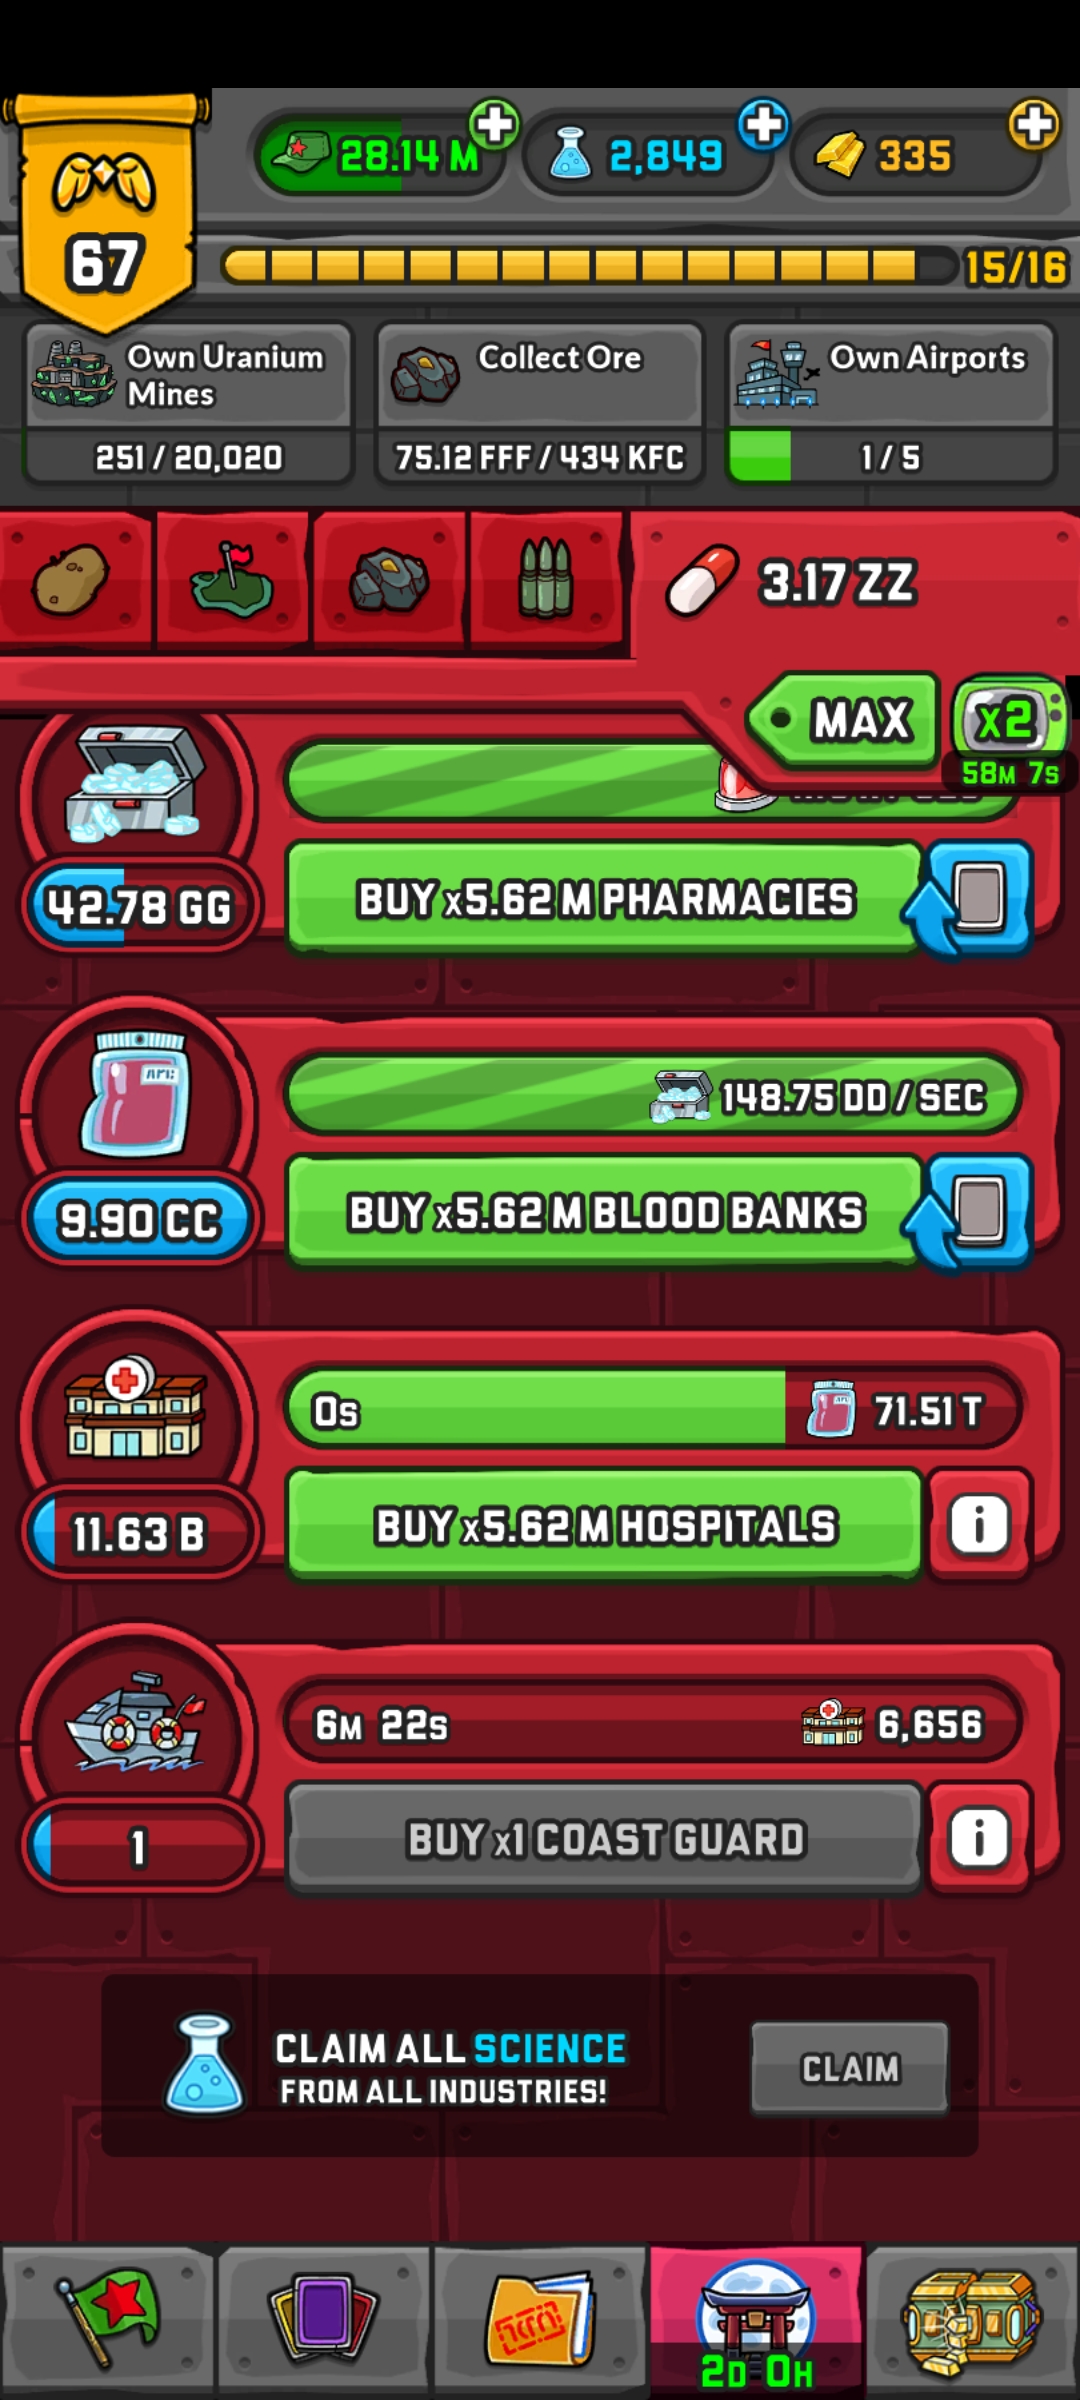 67
28.14 M
2,849
335
15/16
Own Uranium
Mines
251 / 20,020
Collect Ore
75.12 FFF / 434 KFC
Own Airports
1 / 5
3.17 ZZ
MAX
x2
58M 7S
42.78 GG
BUY x5.62 M PHARMACIES
148.75 DD / SEC
9.90 CC
BUY x5.62 M BLOOD BANKS
0S
71.51 T
11.63 B
BUY x5.62 M HOSPITALS
i
6M 22S
6,656
1
BUY x1 COAST GUARD
i
CLAIM ALL SCIENCE
FROM ALL INDUSTRIES!
CLAIM
2D 0H